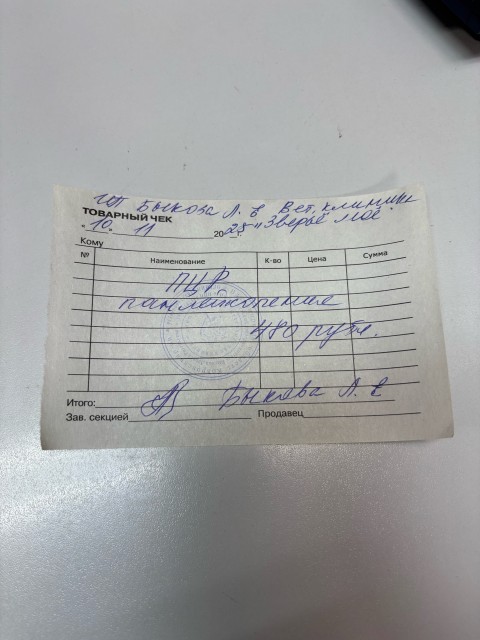 ИП Быкова Л. В Вет. клиника
ТОВАРНЫЙ ЧЕК
" 10. 11 2025 г. "Зверьё моё"
Кому
№ Наименование К-во Цена Сумма
ПЦР
панлейкопения
480 рубл.
Итого: Быкова Л. В
Зав. секцией Продавец